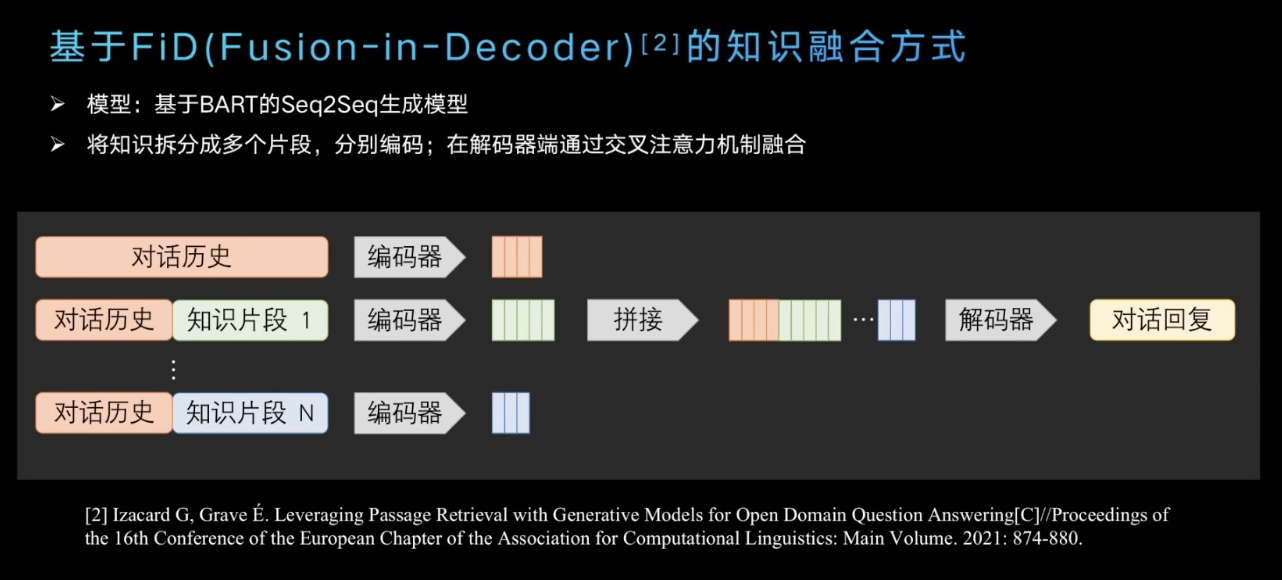 基于FiD(Fusion-in-Decoder)[2]的知识融合方式
➢ 模型：基于BART的Seq2Seq生成模型
➢ 将知识拆分成多个片段，分别编码；在解码器端通过交叉注意力机制融合
对话历史 编码器
对话历史 知识片段 1 编码器 拼接 … 解码器 对话回复
⋮
对话历史 知识片段 N 编码器
[2] Izacard G, Grave É. Leveraging Passage Retrieval with Generative Models for Open Domain Question Answering[C]//Proceedings of
the 16th Conference of the European Chapter of the Association for Computational Linguistics: Main Volume. 2021: 874-880.